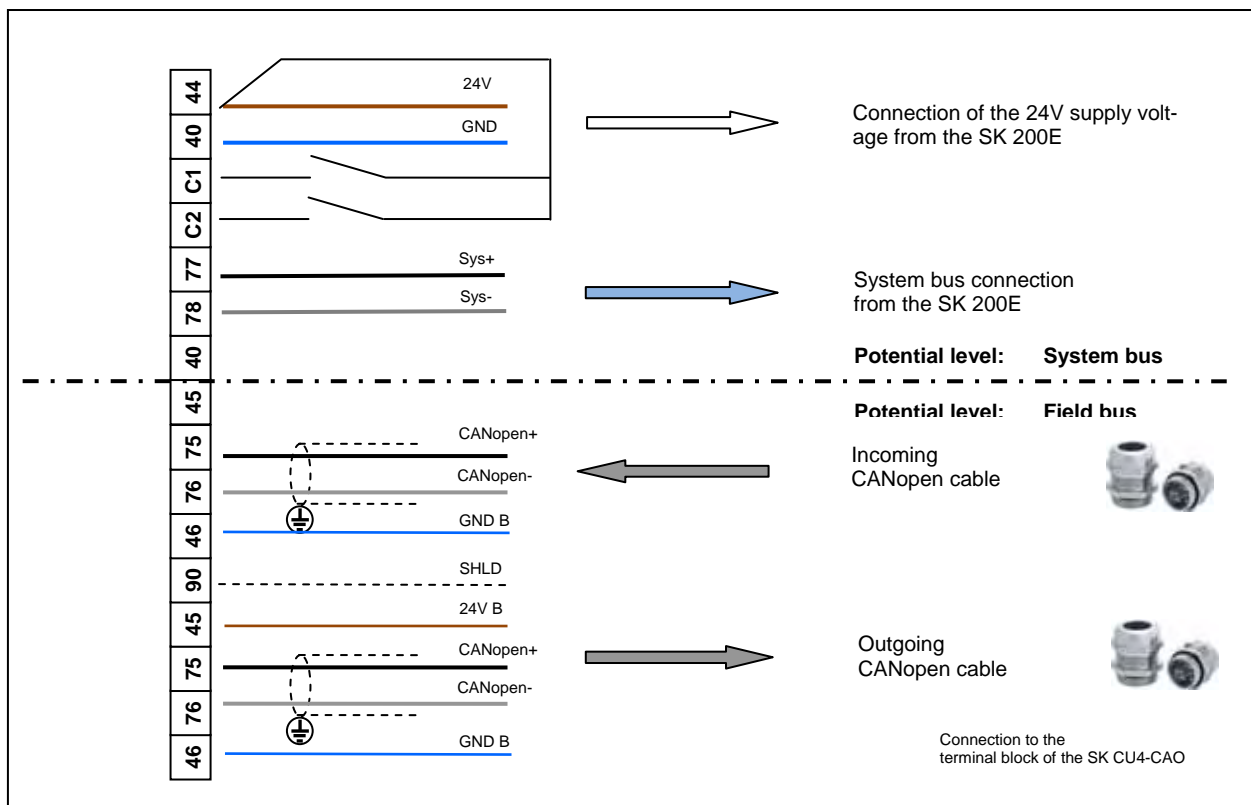 44
24V
40
GND
Connection of the 24V supply volt-
age from the SK 200E
C1
C2
77
Sys+
System bus connection
from the SK 200E
78
Sys-
40
Potential level: System bus
45
Potential level: Field bus
75
CANopen+
Incoming
CANopen cable
76
CANopen-
46
GND B
90
SHLD
45
24V B
75
CANopen+
Outgoing
CANopen cable
76
CANopen-
46
GND B
Connection to the
terminal block of the SK CU4-CAO